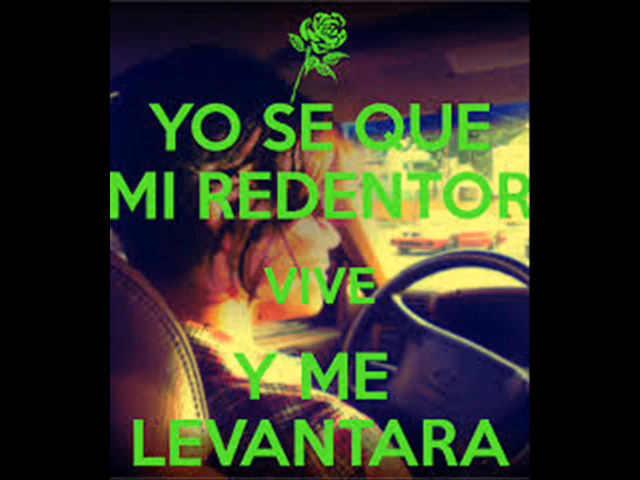 YO SE QUE
MI REDENTOR
VIVE
Y ME
LEVANTARA